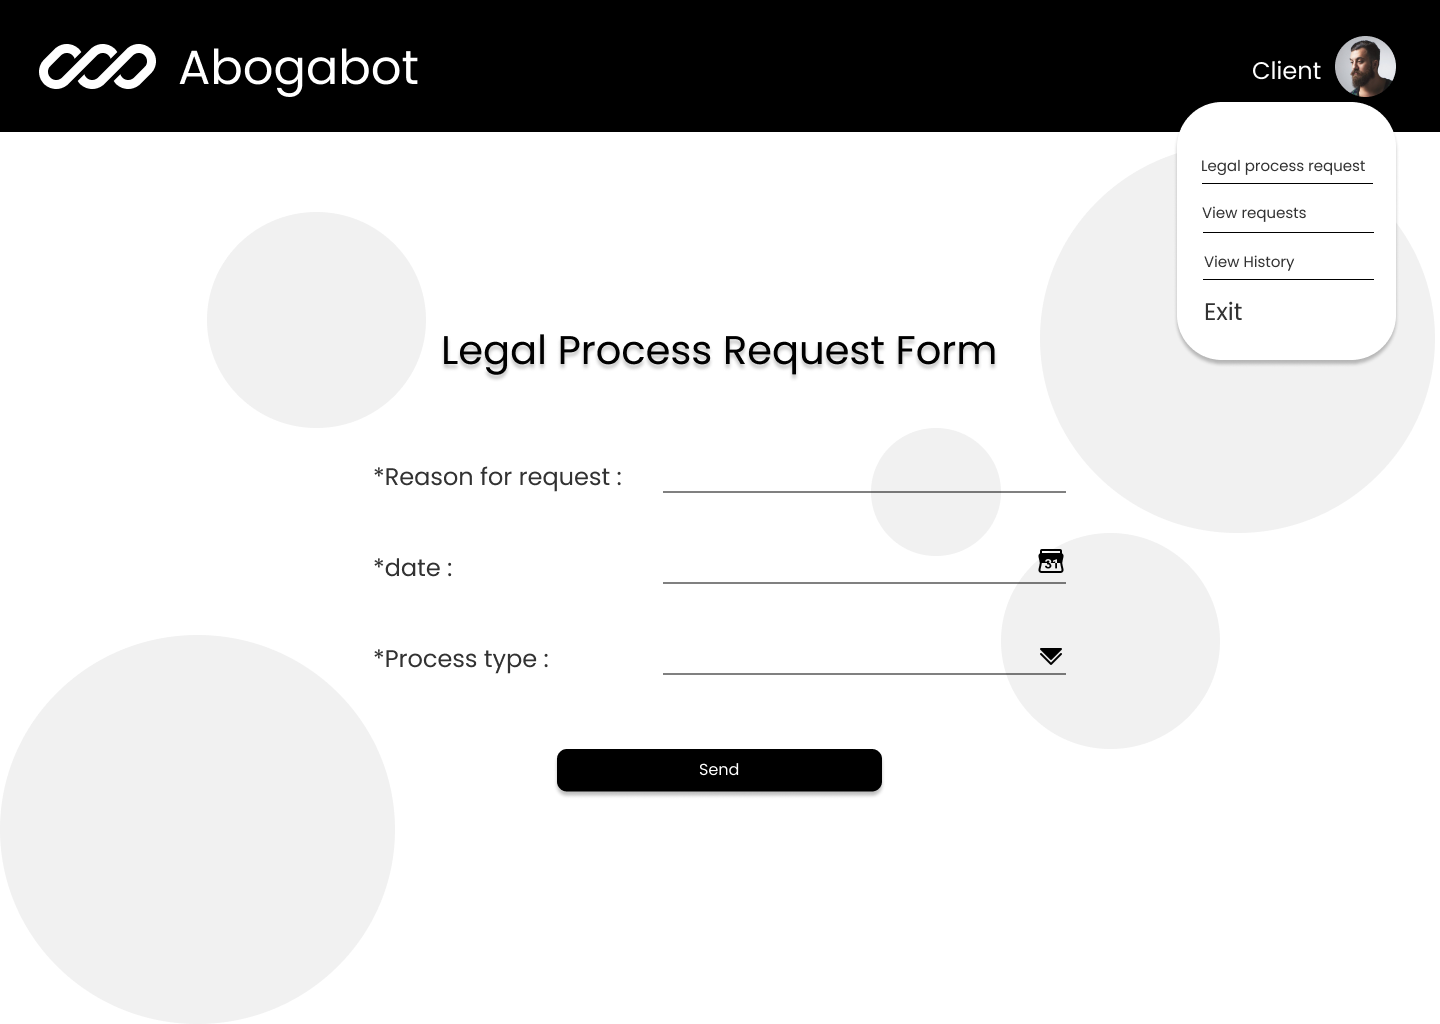 Abogabot
Client
Legal process request
View requests
View History
Exit
Legal Process Request Form
*Reason for request :
*date :
31
*Process type :
Send